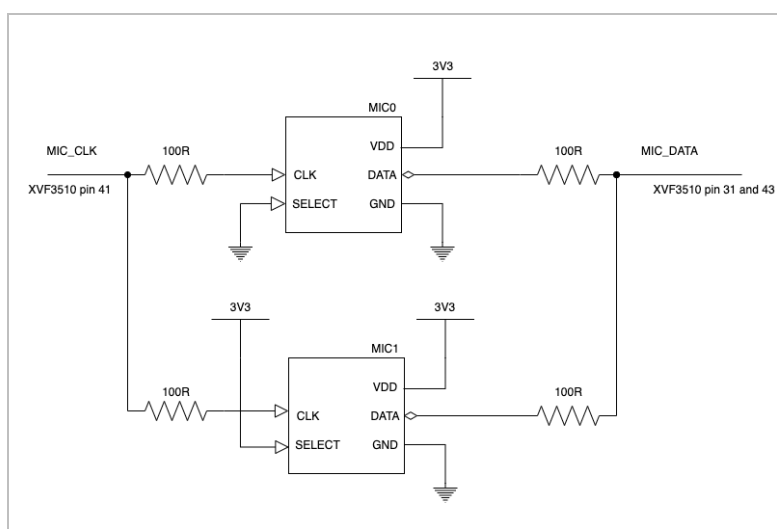 3V3
MIC0
MIC_CLK
100R
VDD
100R
MIC_DATA
CLK
DATA
XVF3510 pin 41
XVF3510 pin 31 and 43
SELECT
GND
3V3
3V3
MIC1
100R
VDD
100R
CLK
DATA
SELECT
GND